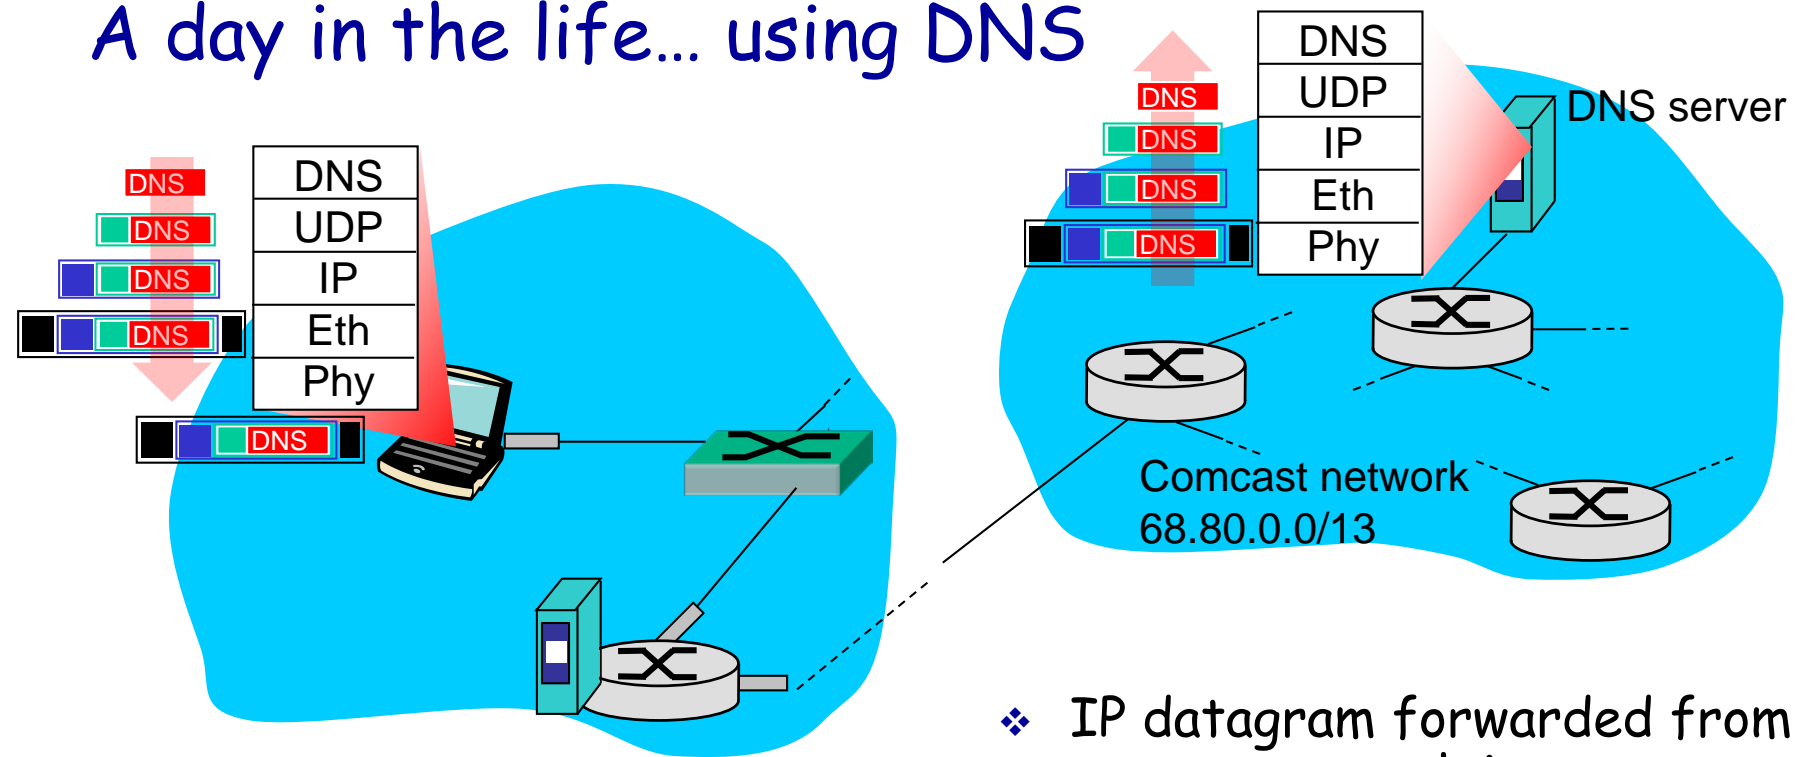 A day in the life... using DNS
DNS
DNS
DNS
DNS
DNS
UDP
IP
Eth
Phy
DNS
DNS
DNS
DNS
DNS
DNS
UDP
IP
Eth
Phy
DNS server
Comcast network
68.80.0.0/13
❖ IP datagram forwarded from